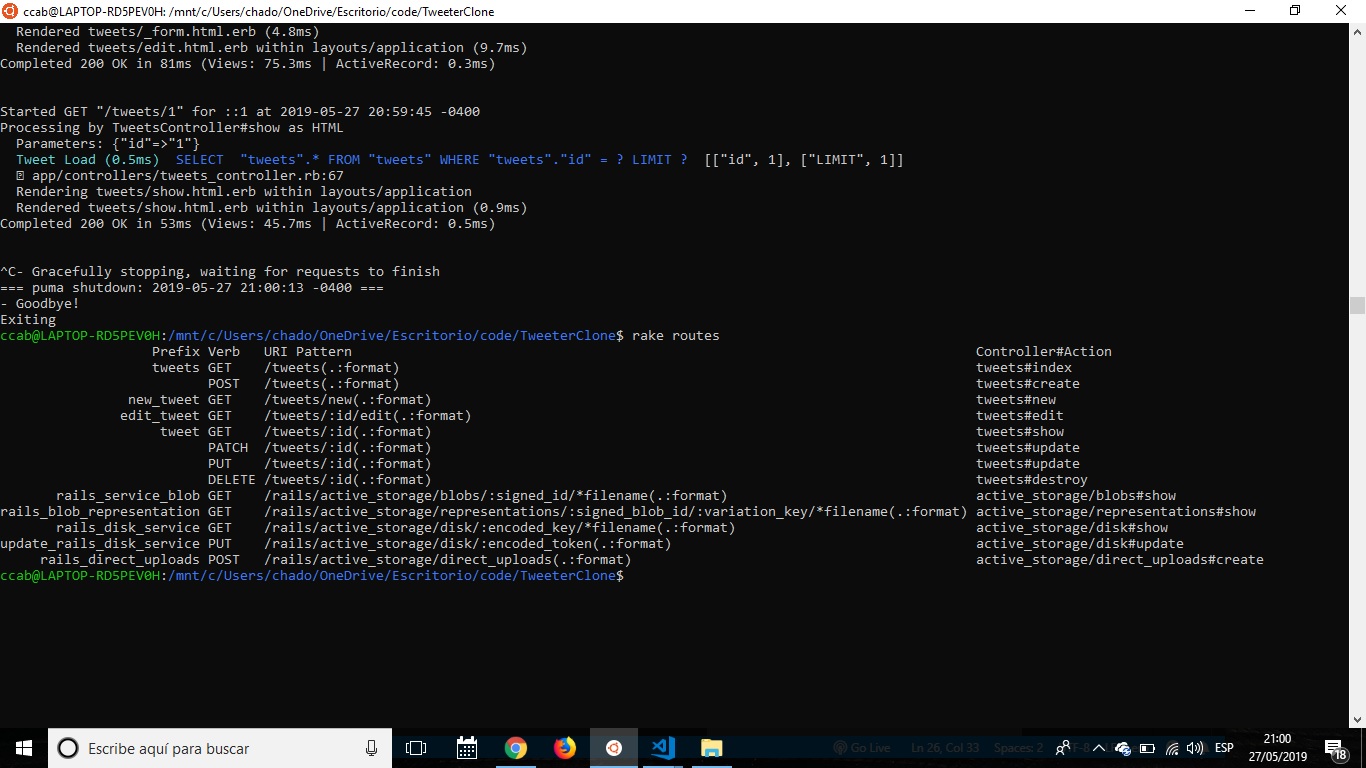 ccab@LAPTOP-RD5PEV0H: /mnt/c/Users/chado/OneDrive/Escritorio/code/TweeterClone
Rendered tweets/_form.html.erb (4.8ms)
Rendered tweets/edit.html.erb within layouts/application (9.7ms)
Completed 200 OK in 81ms (Views: 75.3ms | ActiveRecord: 0.3ms)
Started GET "/tweets/1" for ::1 at 2019-05-27 20:59:45 -0400
Processing by TweetsController#show as HTML
Parameters: {"id"=>"1"}
Tweet Load (0.5ms)  SELECT  "tweets".* FROM "tweets" WHERE "tweets"."id" = ? LIMIT ?  [["id", 1], ["LIMIT", 1]]
app/controllers/tweets_controller.rb:67
Rendering tweets/show.html.erb within layouts/application
Rendered tweets/show.html.erb within layouts/application (0.9ms)
Completed 200 OK in 53ms (Views: 45.7ms | ActiveRecord: 0.5ms)
^C- Gracefully stopping, waiting for requests to finish
=== puma shutdown: 2019-05-27 21:00:13 -0400 ===
- Goodbye!
Exiting
ccab@LAPTOP-RD5PEV0H:/mnt/c/Users/chado/OneDrive/Escritorio/code/TweeterClone$ rake routes
Prefix Verb   URI Pattern   Controller#Action
tweets GET    /tweets(.:format)   tweets#index
POST   /tweets(.:format)   tweets#create
new_tweet GET    /tweets/new(.:format)   tweets#new
edit_tweet GET    /tweets/:id/edit(.:format)   tweets#edit
tweet GET    /tweets/:id(.:format)   tweets#show
PATCH  /tweets/:id(.:format)   tweets#update
PUT    /tweets/:id(.:format)   tweets#update
DELETE /tweets/:id(.:format)   tweets#destroy
rails_service_blob GET    /rails/active_storage/blobs/:signed_id/*filename(.:format)   active_storage/blobs#show
rails_blob_representation GET    /rails/active_storage/representations/:signed_blob_id/:variation_key/*filename(.:format) active_storage/representations#show
rails_disk_service GET    /rails/active_storage/disk/:encoded_key/*filename(.:format)   active_storage/disk#show
update_rails_disk_service PUT    /rails/active_storage/disk/:encoded_token(.:format)   active_storage/disk#update
rails_direct_uploads POST   /rails/active_storage/direct_uploads(.:format)   active_storage/direct_uploads#create
ccab@LAPTOP-RD5PEV0H:/mnt/c/Users/chado/OneDrive/Escritorio/code/TweeterClone$
Escribe aquí para buscar
Go Live   Ln 26, Col 33   Spaces: 2
ESP
21:00
27/05/2019
18